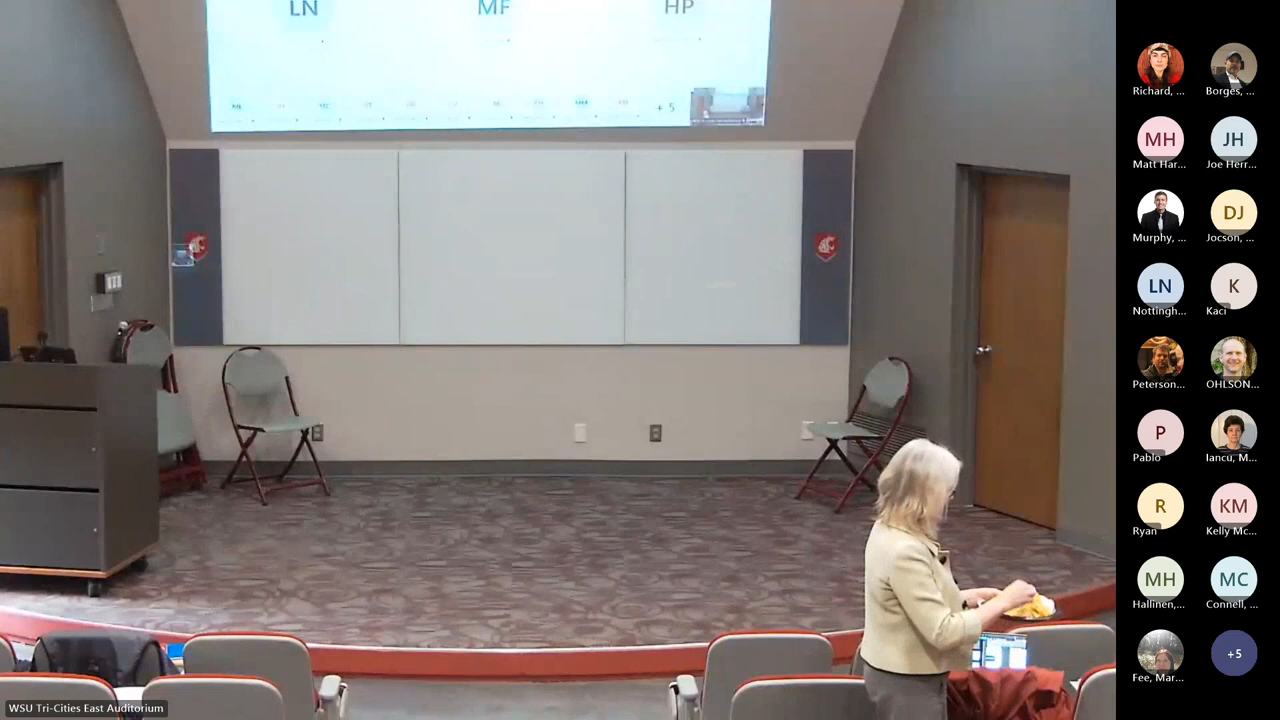 LN MF HP
+ 5
Richard, ...
Borges, ...
MH
JH
Matt Har...
Joe Herr...
DJ
Murphy, ...
Jocson, ...
LN
K
Nottingh...
Kaci
Peterson...
OHLSON...
P
Pablo
Iancu, M...
R
KM
Ryan
Kelly Mc...
MH
MC
Hallinen,...
Connell, ...
+5
Fee, Mar...
WSU Tri-Cities East Auditorium